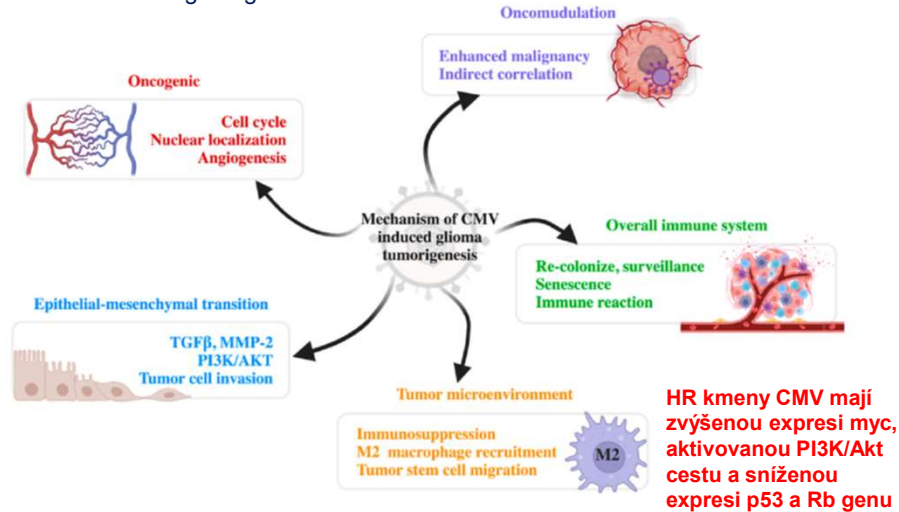 Oncomudulation
Enhanced malignancy
Indirect correlation
Oncogenic
Cell cycle
Nuclear localization
Angiogenesis
Mechanism of CMV
induced glioma
tumorigenesis
Overall immune system
Re-colonize, surveillance
Senescence
Immune reaction
Epithelial-mesenchymal transition
TGFβ, MMP-2
PI3K/AKT
Tumor cell invasion
Tumor microenvironment
Immunosuppression
M2 macrophage recruitment
Tumor stem cell migration
M2
HR kmeny CMV mají
zvýšenou expresi myc,
aktivovanou PI3K/Akt
cestu a sníženou
expresi p53 a Rb genu